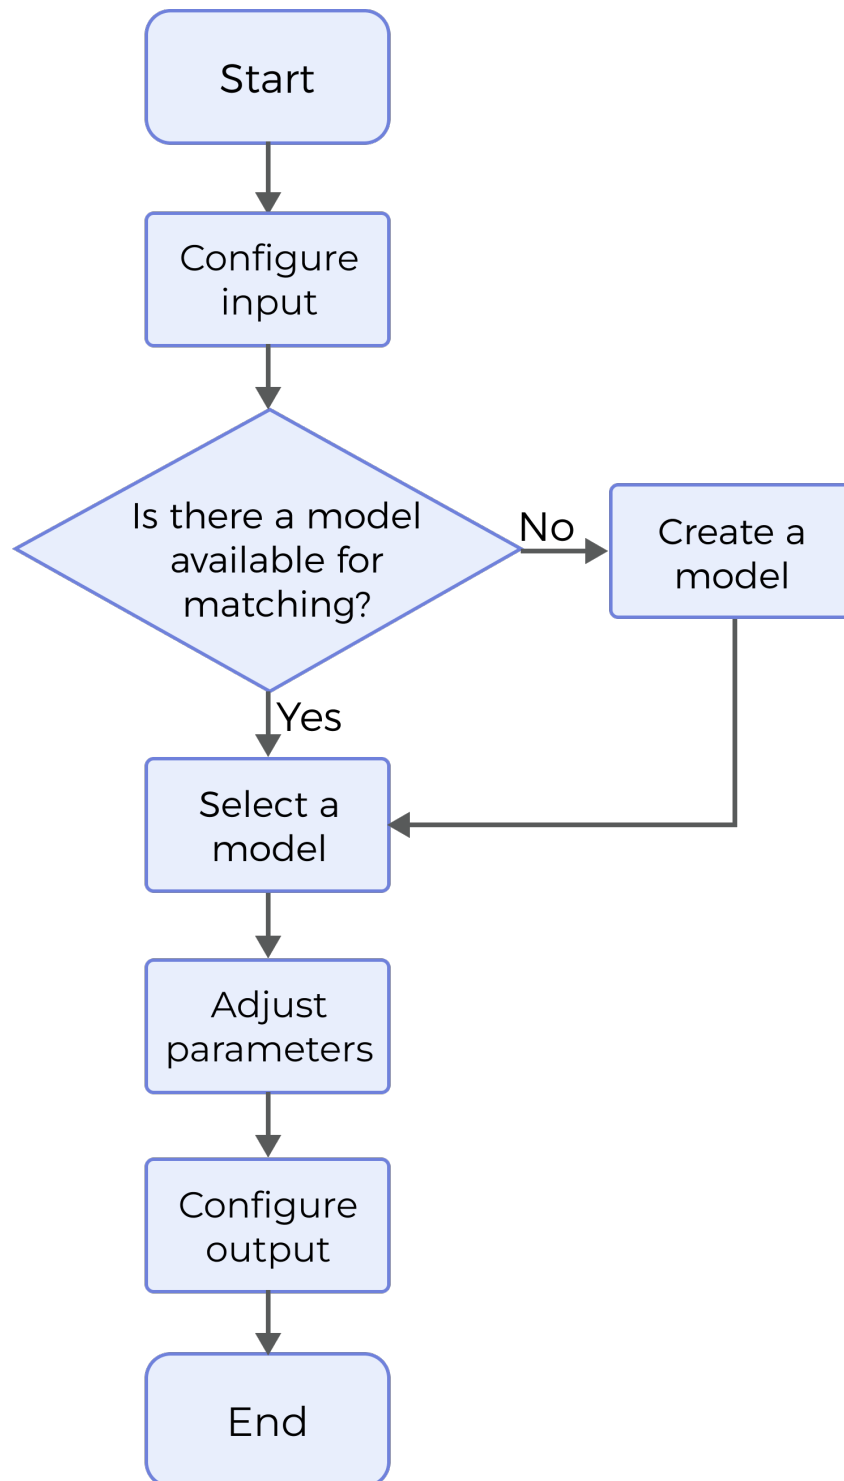 Start
Configure
input
Is there a model
available for
matching?
No
Create a
model
Yes
Select a
model
Adjust
parameters
Configure
output
End